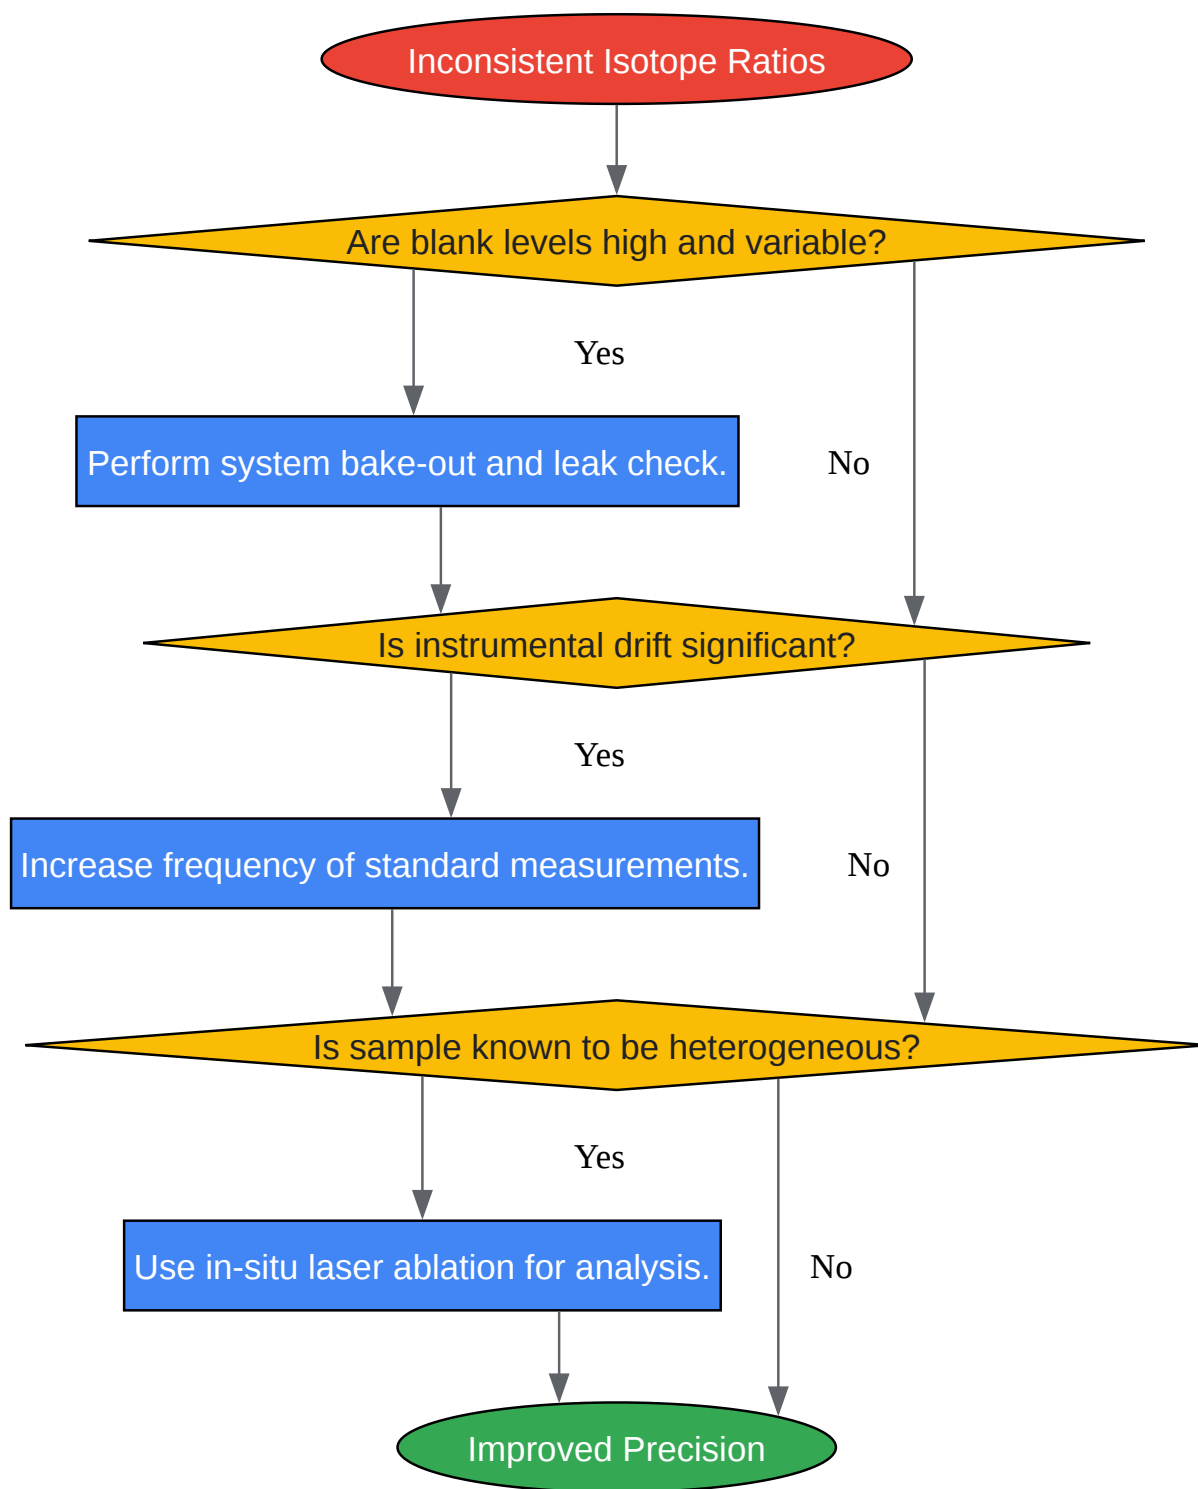 Inconsistent Isotope Ratios
Are blank levels high and variable?
Yes
Perform system bake-out and leak check.
No
Is instrumental drift significant?
Yes
Increase frequency of standard measurements.
No
Is sample known to be heterogeneous?
Yes
Use in-situ laser ablation for analysis.
No
Improved Precision